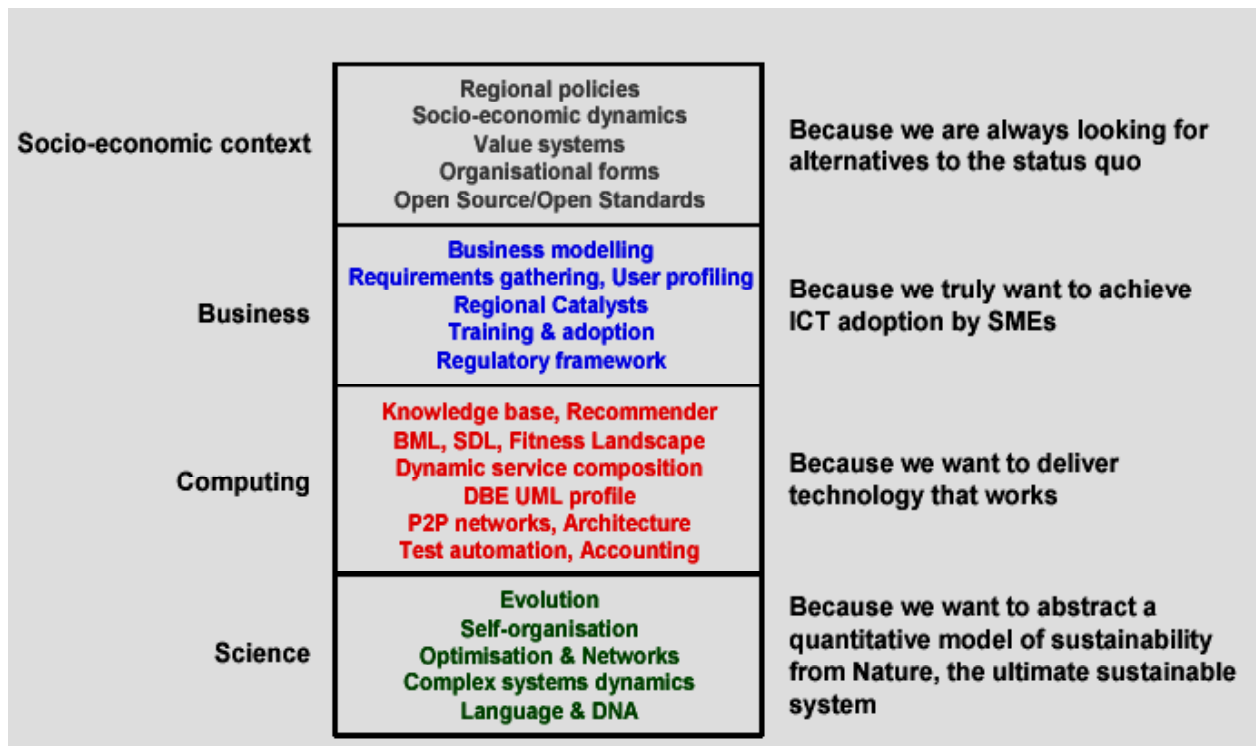 Socio-economic context
Regional policies
Socio-economic dynamics
Value systems
Organisational forms
Open Source/Open Standards
Because we are always looking for
alternatives to the status quo
Business
Business modelling
Requirements gathering, User profiling
Regional Catalysts
Training & adoption
Regulatory framework
Because we truly want to achieve
ICT adoption by SMEs
Computing
Knowledge base, Recommender
BML, SDL, Fitness Landscape
Dynamic service composition
DBE UML profile
P2P networks, Architecture
Test automation, Accounting
Because we want to deliver
technology that works
Science
Evolution
Self-organisation
Optimisation & Networks
Complex systems dynamics
Language & DNA
Because we want to abstract a
quantitative model of sustainability
from Nature, the ultimate sustainable
system